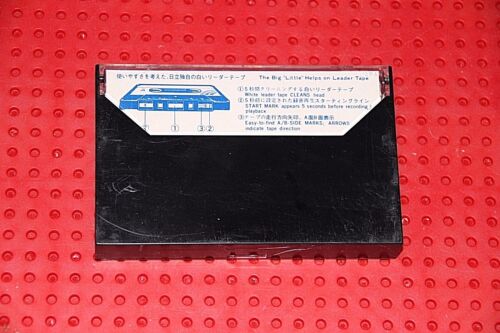 使いやすさを考えた、日立独自の白いリーダーテープ
The Big "Little" Helps on Leader Tape
①5秒間クリーニングする白いリーダーテープ
White leader tape CLEANS head
②5秒前に設定された録音再生スターティングライン
START MARK appears 5 seconds before recording/
playback
③テープの走行方向矢印、A面B面表示
Easy-to-find A/B-SIDE MARKS, ARROWS
indicate tape direction
① ③②